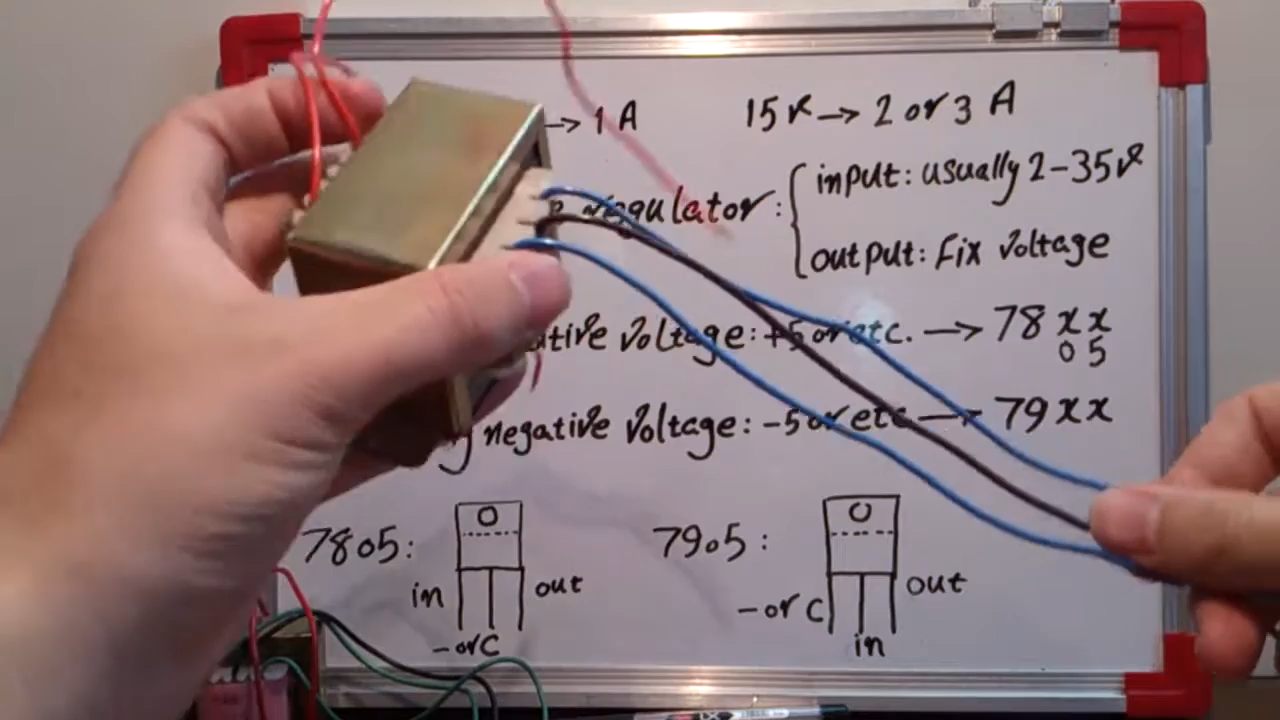 → 1 A
15 v → 2 or 3 A
regulator: { input: usually 2-35v
output: Fix voltage
voltage: +5 or etc. → 78 x x
0 5
negative voltage: -5 or etc → 79 x x
7805:
in
out
- or C
7905:
- or C
out
in